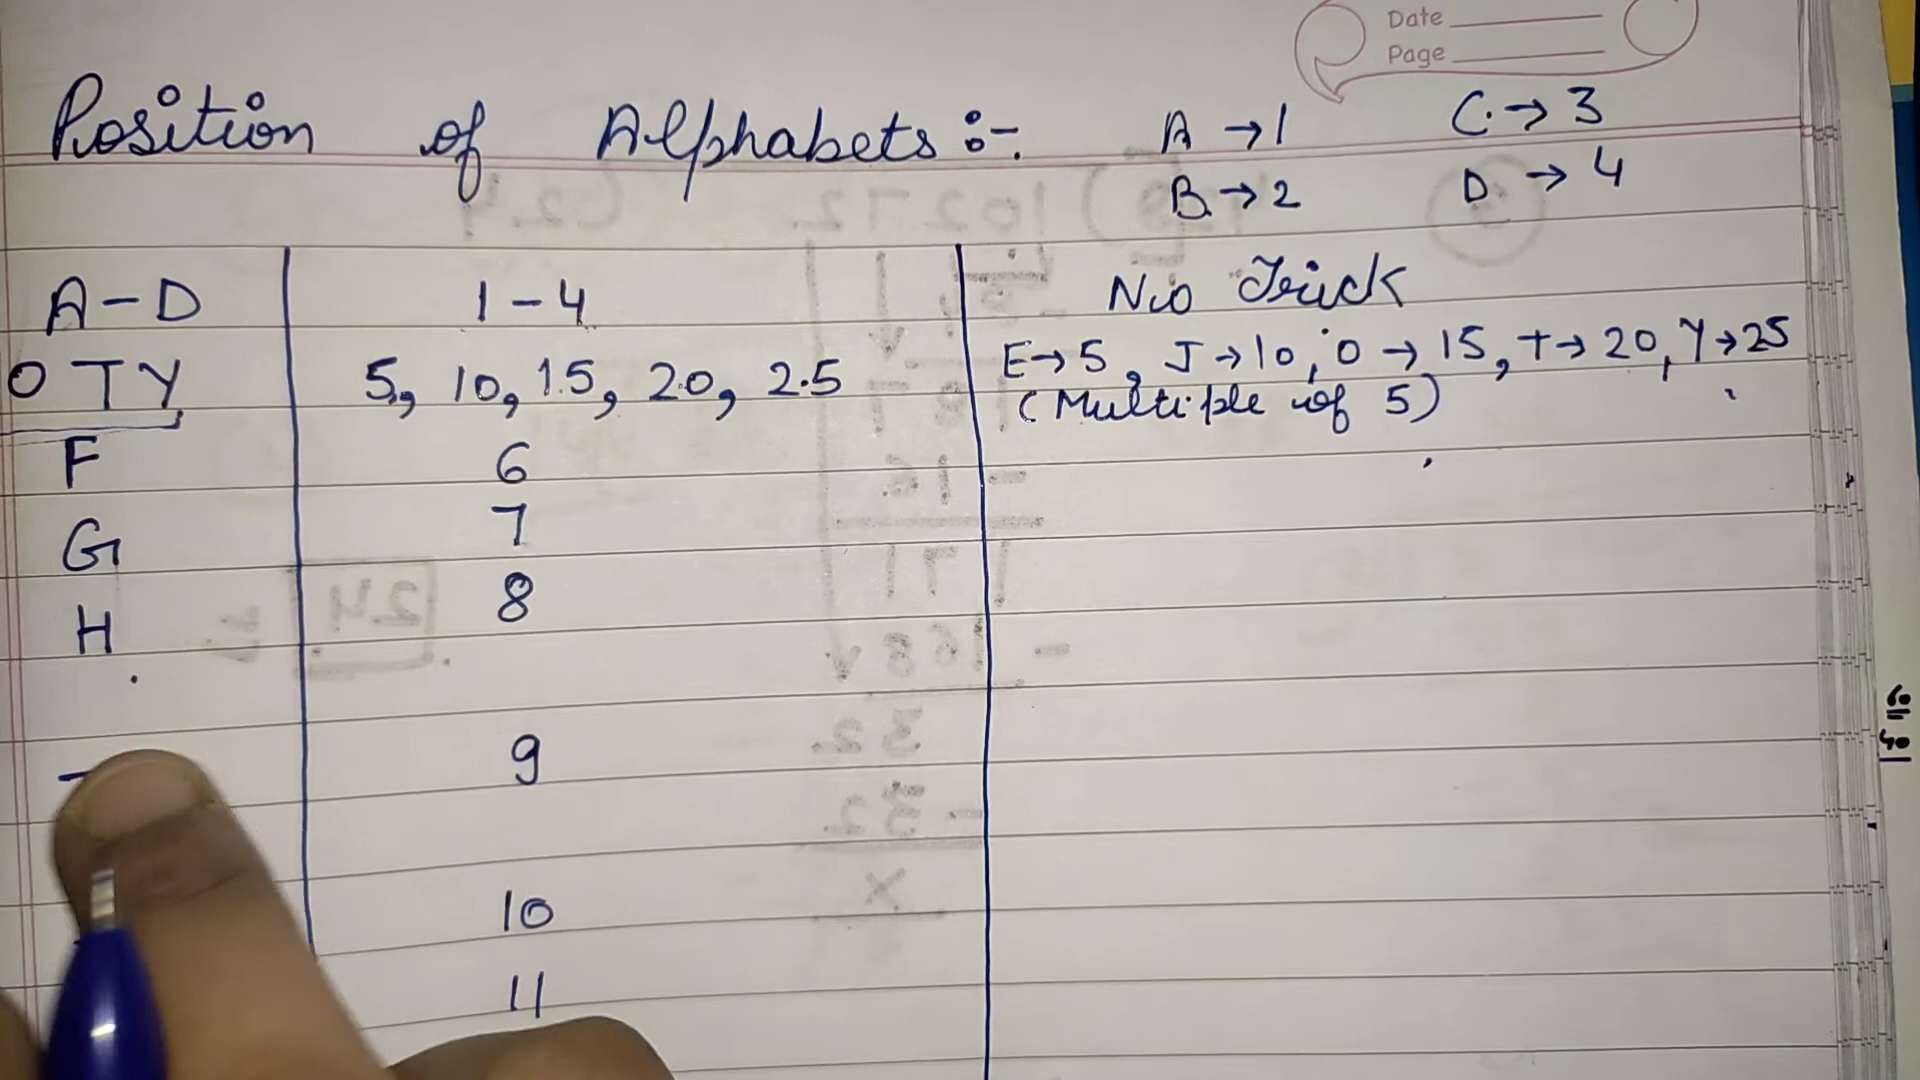 Date
Page
Position of Alphabets :-
A → 1
C. → 3
B. → 2
D. → 4
A - D 1 - 4 No Trick
O T Y 5, 10, 15, 20, 25 E → 5, J → 10, O → 15, T → 20, Y → 25
(Multiple of 5)
F 6
G 7
H 8
9
10
11